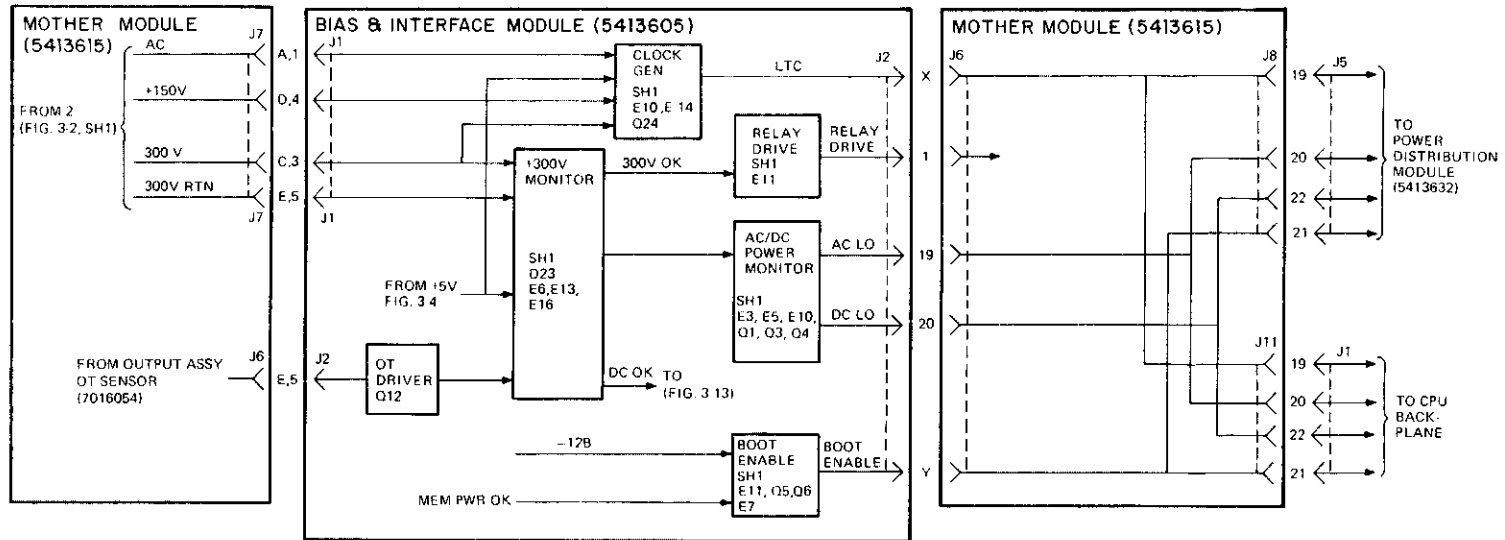 MOTHER MODULE
(5413615)
AC
+150V
FROM 2
(FIG. 3-2, SH1)
300 V
300V RTN
J7
J7
A,1
D,4
C,3
E,5
FROM OUTPUT ASSY
OT SENSOR
(7016054)
J6
E,5
BIAS & INTERFACE MODULE (5413605)
J1
J1
J2
CLOCK
GEN
SH1
E10, E14
Q24
LTC
J2
+300V
MONITOR
SH1
D23
E6,E13,
E16
300V OK
RELAY
DRIVE
SH1
E11
RELAY
DRIVE
FROM +5V
FIG. 3 4
AC/DC
POWER
MONITOR
SH1
E3, E5, E10,
Q1, Q3, Q4
AC LO
DC LO
OT
DRIVER
Q12
DC OK
TO
(FIG. 3 13)
-12B
MEM PWR OK
BOOT
ENABLE
SH1
E11, Q5,Q6
E7
BOOT
ENABLE
X
1
19
20
Y
MOTHER MODULE (5413615)
J6
J8
J5
19
20
22
21
TO
POWER
DISTRIBUTION
MODULE
(5413632)
J11
J1
19
20
22
21
TO CPU
BACK-
PLANE